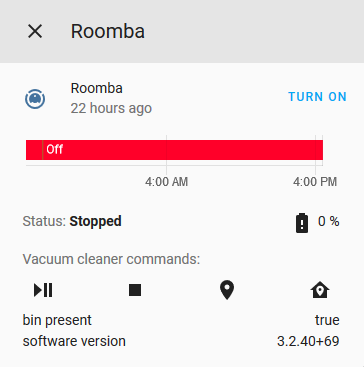 Roomba
Roomba
22 hours ago
TURN ON
Off
4:00 AM
4:00 PM
Status: Stopped
0 %
Vacuum cleaner commands:
bin present
true
software version
3.2.40+69